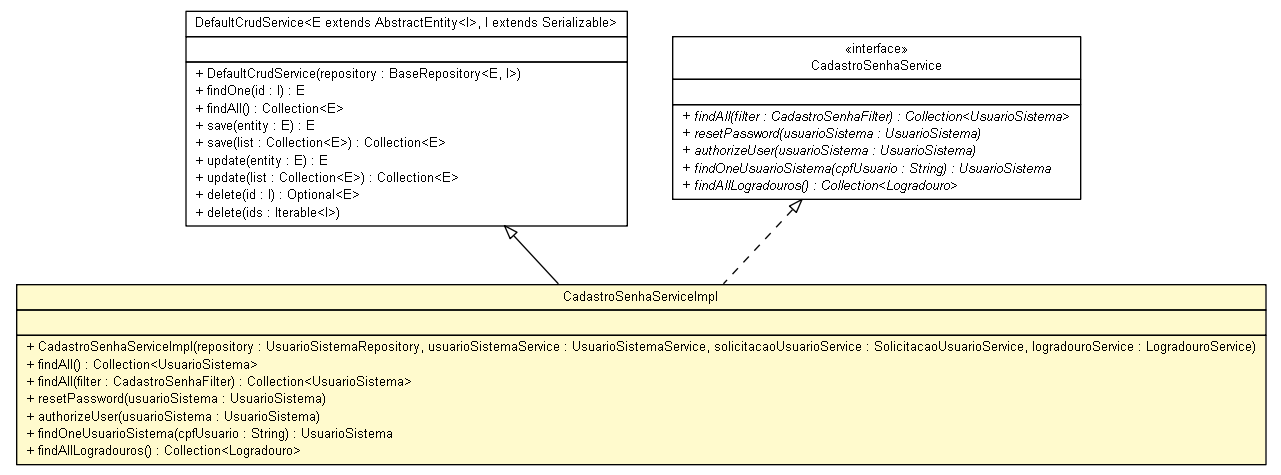 DefaultCrudService<E extends AbstractEntity<I>, I extends Serializable>
+ DefaultCrudService(repository : BaseRepository<E, I>)
+ findOne(id : I) : E
+ findAll() : Collection<E>
+ save(entity : E) : E
+ save(list : Collection<E>) : Collection<E>
+ update(entity : E) : E
+ update(list : Collection<E>) : Collection<E>
+ delete(id : I) : Optional<E>
+ delete(ids : Iterable<I>)
«interface»
CadastroSenhaService
+ findAll(filter : CadastroSenhaFilter) : Collection<UsuarioSistema>
+ resetPassword(usuarioSistema : UsuarioSistema)
+ authorizeUser(usuarioSistema : UsuarioSistema)
+ findOneUsuarioSistema(cpfUsuario : String) : UsuarioSistema
+ findAllLogradouros() : Collection<Logradouro>
CadastroSenhaServiceImpl
+ CadastroSenhaServiceImpl(repository : UsuarioSistemaRepository, usuarioSistemaService : UsuarioSistemaService, solicitacaoUsuarioService : SolicitacaoUsuarioService, logradouroService : LogradouroService)
+ findAll() : Collection<UsuarioSistema>
+ findAll(filter : CadastroSenhaFilter) : Collection<UsuarioSistema>
+ resetPassword(usuarioSistema : UsuarioSistema)
+ authorizeUser(usuarioSistema : UsuarioSistema)
+ findOneUsuarioSistema(cpfUsuario : String) : UsuarioSistema
+ findAllLogradouros() : Collection<Logradouro>